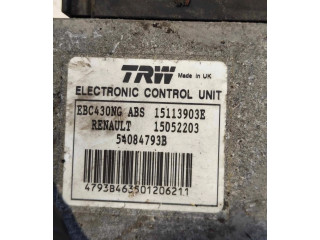 TRW Made in UK
ELECTRONIC CONTROL UNIT
EBC430NG ABS 15113903E
RENAULT 15052203
54084793B
4793B463501206211